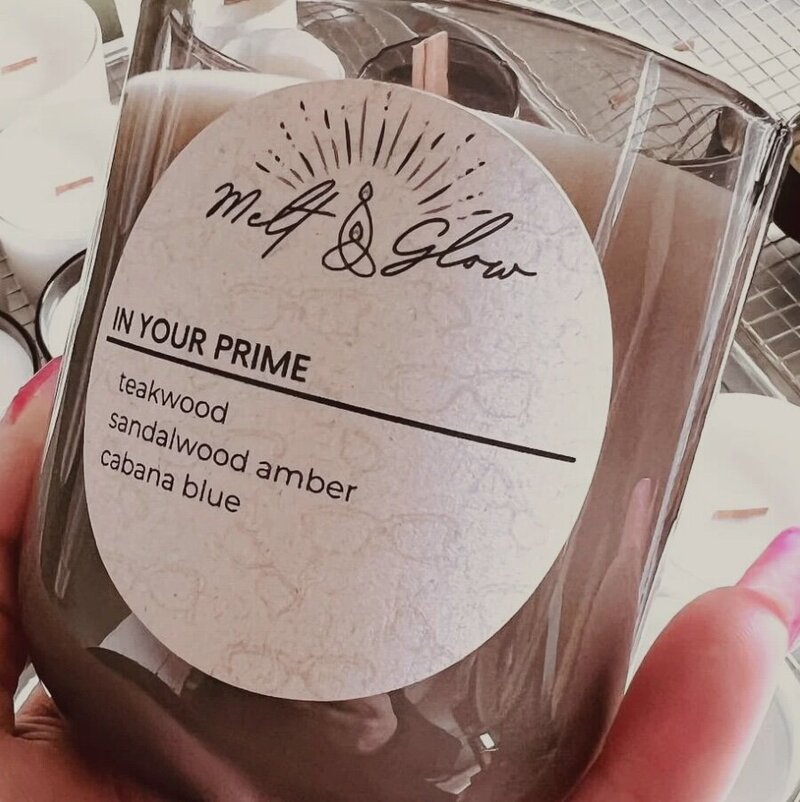 Melt & Glow
IN YOUR PRIME
teakwood
sandalwood amber
cabana blue